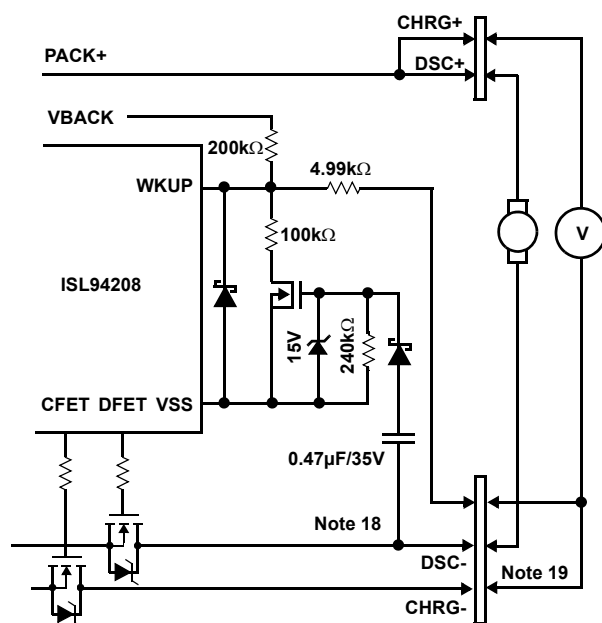 CHRG+
PACK+
DSC+
VBACK
200kΩ
4.99kΩ
WKUP
100kΩ
V
ISL94208
15V
240kΩ
CFET DFET VSS
0.47µF/35V
Note 18
DSC-
Note 19
CHRG-